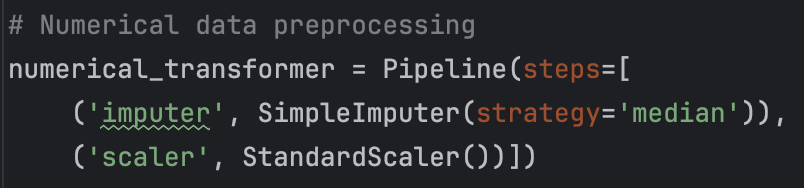 # Numerical data preprocessing
numerical_transformer = Pipeline(steps=[
    ('imputer', SimpleImputer(strategy='median')),
    ('scaler', StandardScaler())])